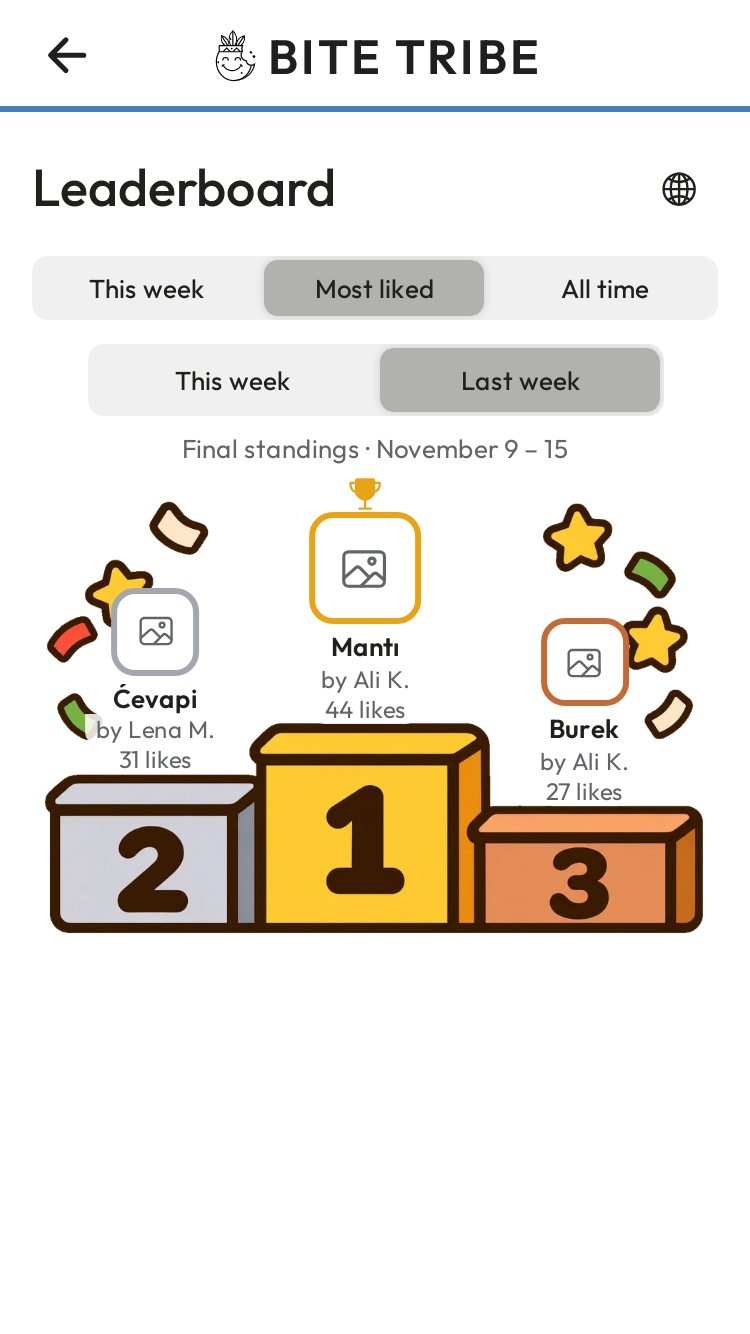 BITE TRIBE
Leaderboard
This week Most liked All time
This week Last week
Final standings · November 9 – 15
Mantı
by Ali K.
44 likes
Ćevapi
by Lena M.
31 likes
Burek
by Ali K.
27 likes
2 1 3